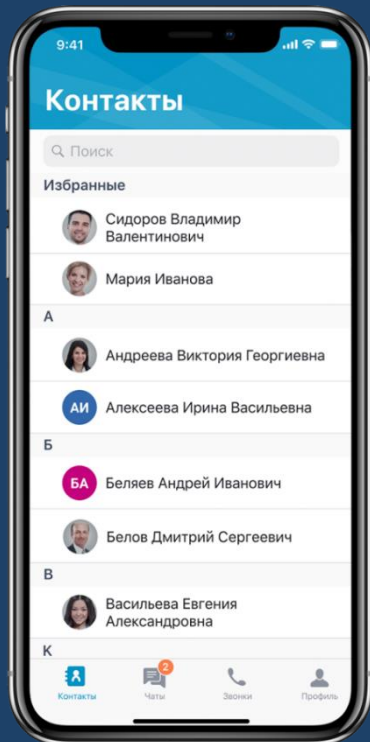 9:41
Контакты
Поиск
Избранные
Сидоров Владимир
Валентинович
Мария Иванова
А
Андреева Виктория Георгиевна
АИ
Алексеева Ирина Васильевна
Б
БА
Беляев Андрей Иванович
Белов Дмитрий Сергеевич
В
Васильева Евгения
Александровна
К
2
Контакты
Чаты
Звонки
Профиль